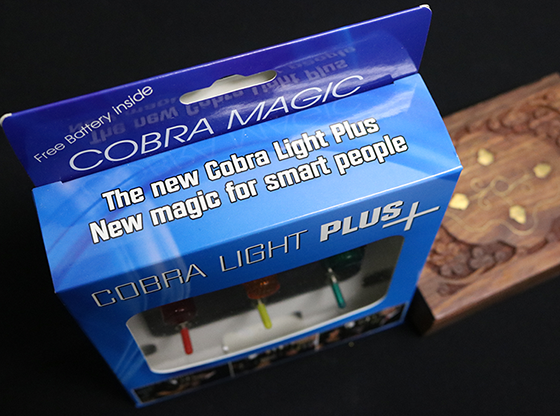 Free Battery inside
COBRA MAGIC
The new Cobra Light Plus
New magic for smart people
COBRA LIGHT PLUS+